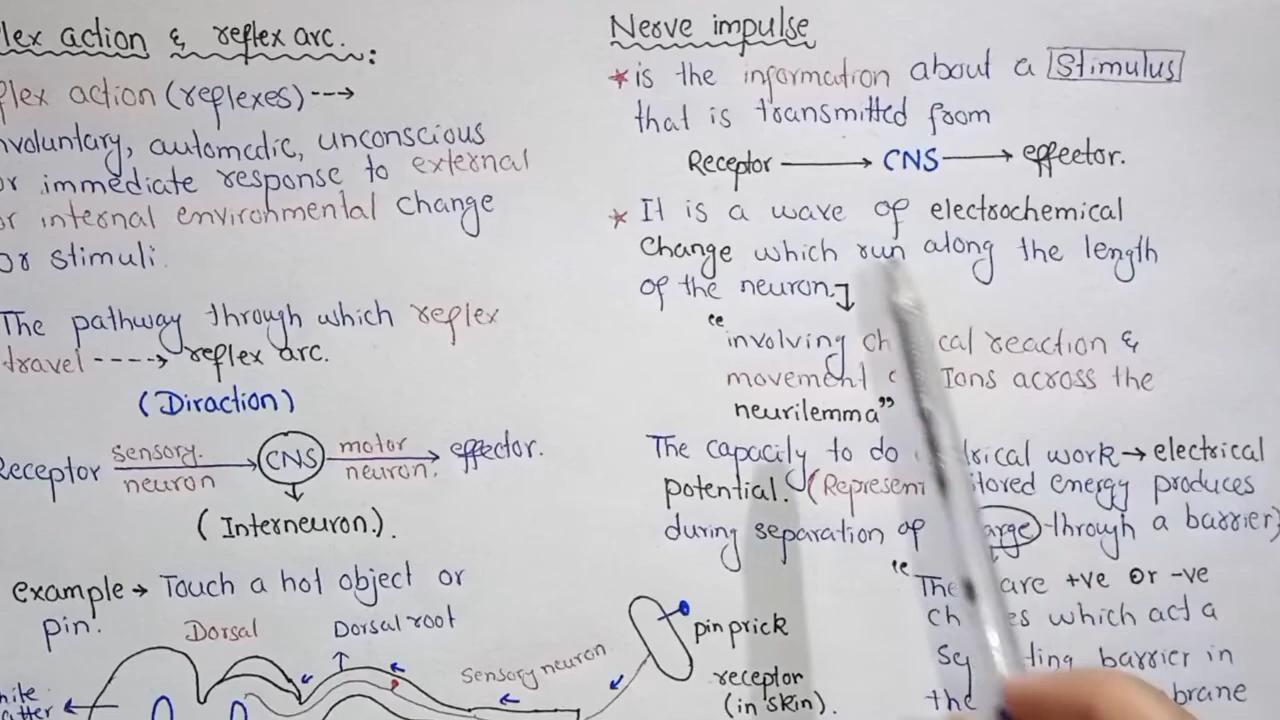 lex action & reflex arc.:
flex action (reflexes) --->
nvoluntary, automatic, unconscious
or immediate response to external
or internal environmental change
or stimuli.
The pathway through which reflex
travel ----> reflex arc.
(Diraction)
Receptor sensory neuron → CNS motor neuron. → effector.
(Interneuron.).
example → Touch a hot object or
pin.
Dorsal
Dorsal root
Sensory neuron
pin prick
receptor
(in skin).
hite
atter
Nerve impulse
* is the information about a Stimulus
that is transmitted from
Receptor → CNS → effector.
* It is a wave of electrochemical
Change which run along the length
of the neuron.
"involving ch cal reaction &
movement Ions across the
neurilemma"
The capacity to do rical work → electrical
potential. (Represent stored energy produces
during separation of arge through a barrier)
"The are +ve or -ve
ch es which act a
Se ding barrier in
the brane